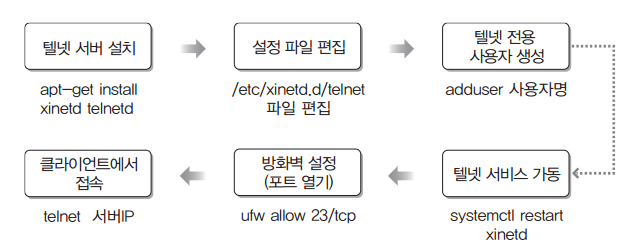 텔넷 서버 설치
apt-get install
xinetd telnetd
설정 파일 편집
/etc/xinetd.d/telnet
파일 편집
텔넷 전용
사용자 생성
adduser 사용자명
텔넷 서비스 가동
systemctl restart
xinetd
방화벽 설정
(포트 열기)
ufw allow 23/tcp
클라이언트에서
접속
telnet 서버IP